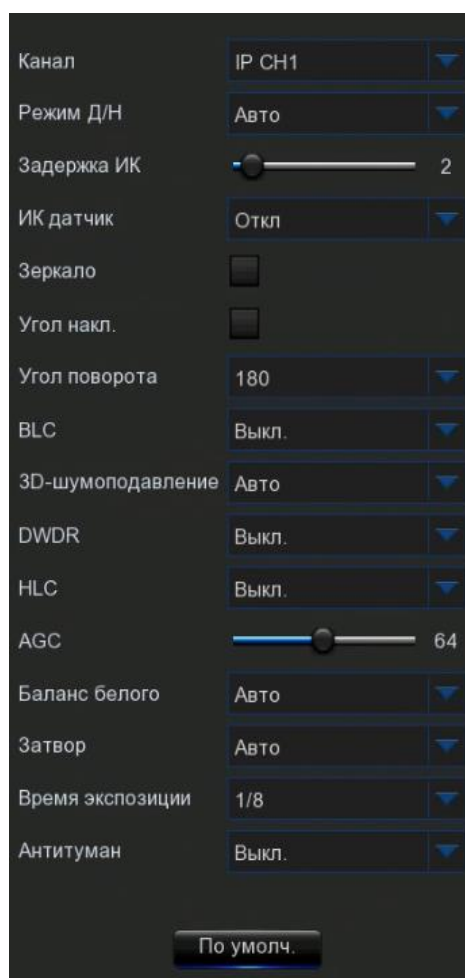 Канал IP CH1
Режим Д/Н Авто
Задержка ИК 2
ИК датчик Откл
Зеркало
Угол накл.
Угол поворота 180
BLC Выкл.
3D-шумоподавление Авто
DWDR Выкл.
HLC Выкл.
AGC 64
Баланс белого Авто
Затвор Авто
Время экспозиции 1/8
Антитуман Выкл.
По умолч.